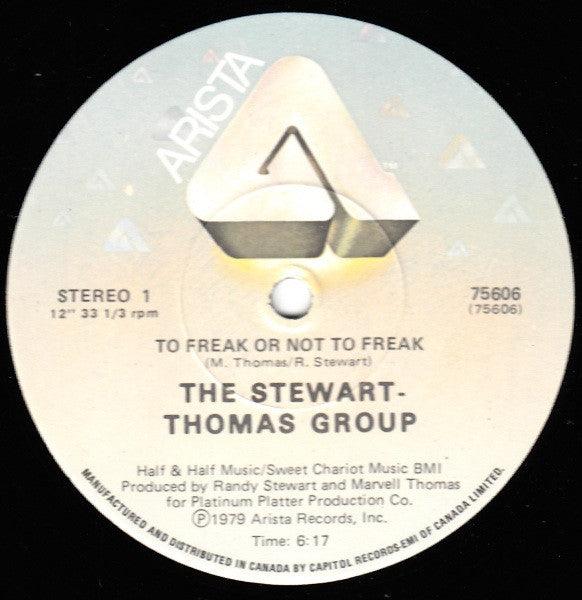 ARISTA
TM
STEREO 1
12" 33 1/3 rpm
75606
(75606)
TO FREAK OR NOT TO FREAK
(M. Thomas/R. Stewart)
THE STEWART-
THOMAS GROUP
Half & Half Music/Sweet Chariot Music BMI
Produced by Randy Stewart and Marvell Thomas
for Platinum Platter Production Co.
Ⓟ1979 Arista Records, Inc.
Time: 6:17
MANUFACTURED AND DISTRIBUTED IN CANADA BY CAPITOL RECORDS-EMI OF CANADA LIMITED.